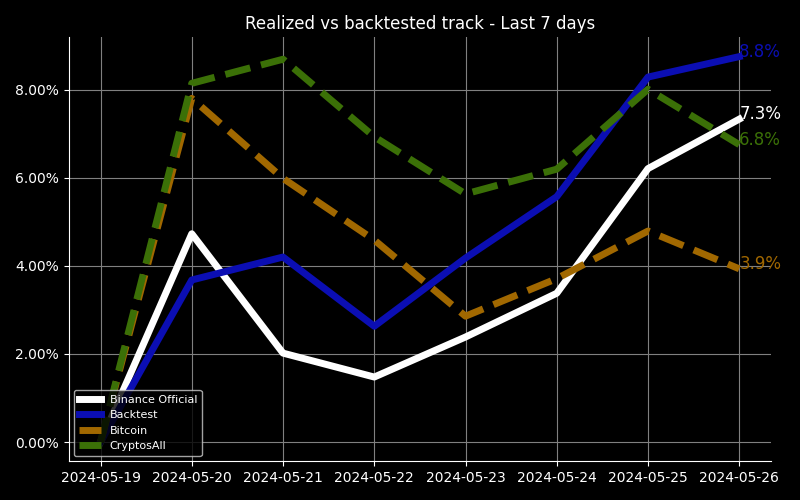 Realized vs backtested track - Last 7 days
8.8%
8.00%
7.3%
6.8%
6.00%
4.00%
3.9%
2.00%
Binance Official
Backtest
Bitcoin
CryptosAll
0.00%
2024-05-19 2024-05-20 2024-05-21 2024-05-22 2024-05-23 2024-05-24 2024-05-25 2024-05-26